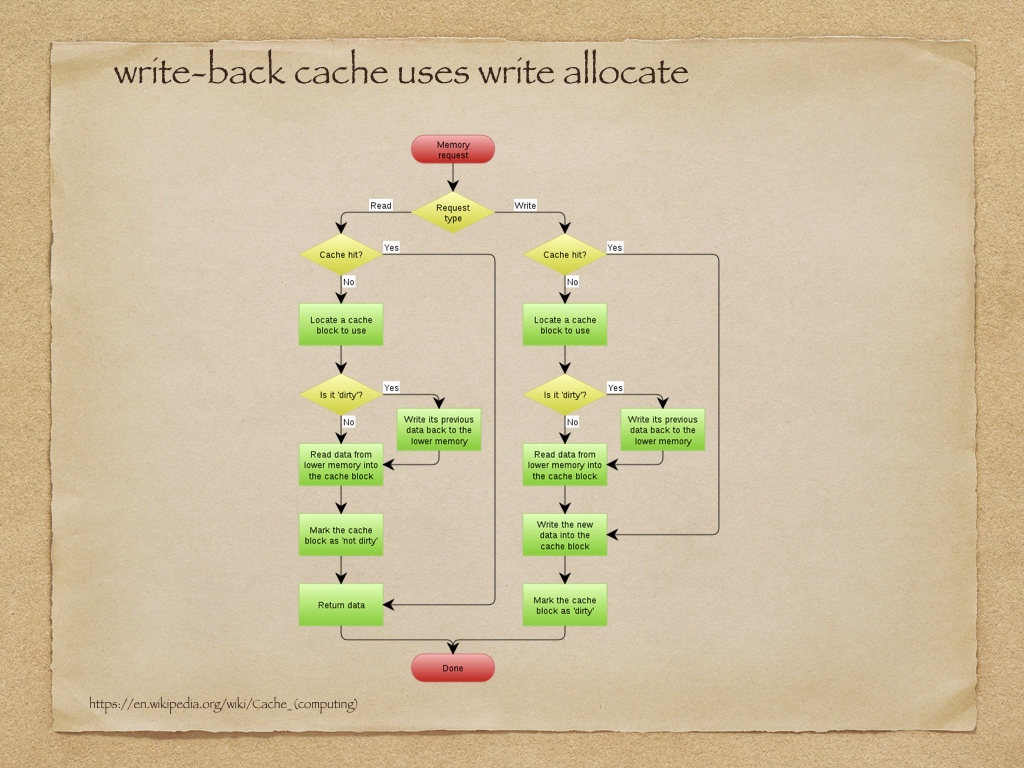 write-back cache uses write allocate
Memory
request
Request
type
Read
Write
Cache hit?
Yes
No
Locate a cache
block to use
Is it 'dirty'?
Yes
No
Write its previous
data back to the
lower memory
Read data from
lower memory into
the cache block
Mark the cache
block as 'not dirty'
Return data
Cache hit?
Yes
No
Locate a cache
block to use
Is it 'dirty'?
Yes
No
Write its previous
data back to the
lower memory
Read data from
lower memory into
the cache block
Write the new
data into the
cache block
Mark the cache
block as 'dirty'
Done
https://en.wikipedia.org/wiki/Cache_(computing)